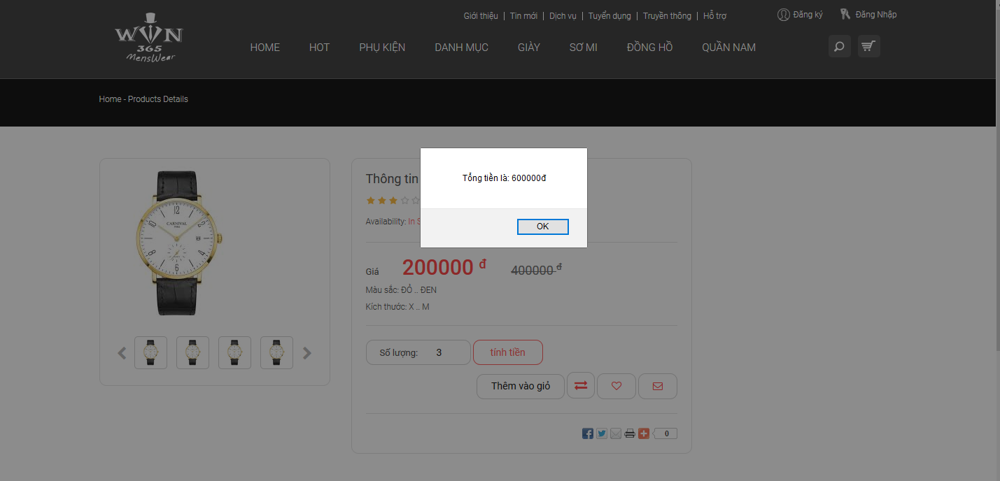 Giới thiệu | Tin mới | Dịch vụ | Tuyển dụng | Truyền thông | Hỗ trợ
Đăng ký
Đăng Nhập
WIN
365
MensWear
HOME HOT PHỤ KIỆN DANH MỤC GIÀY SƠ MI ĐỒNG HỒ QUẦN NAM
Home - Products Details
CARNIVAL
Thông tin
Availability: In S
Tổng tiền là: 600000đ
OK
Giá 200000 đ 400000 đ
Màu sắc: ĐỎ .. ĐEN
Kích thước: X .. M
Số lượng: 3 tính tiền
Thêm vào giỏ
0